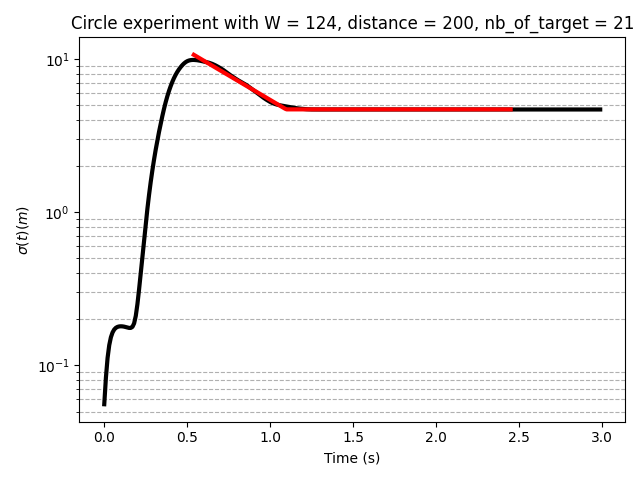 Circle experiment with W = 124, distance = 200, nb_of_target = 21
10¹
10⁰
10⁻¹
σ(t)(m)
0.0 0.5 1.0 1.5 2.0 2.5 3.0
Time (s)